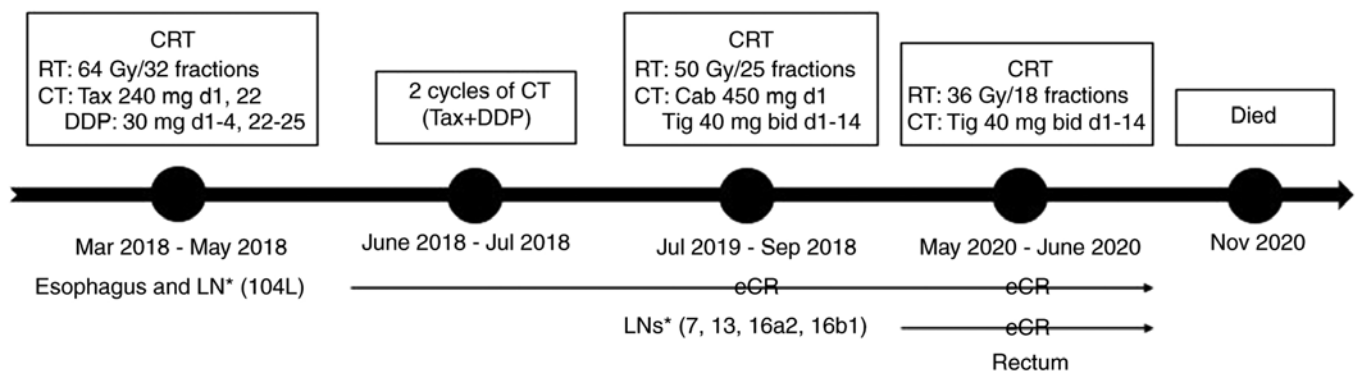 CRT
RT: 64 Gy/32 fractions
CT: Tax 240 mg d1, 22
DDP: 30 mg d1-4, 22-25
2 cycles of CT
(Tax+DDP)
CRT
RT: 50 Gy/25 fractions
CT: Cab 450 mg d1
Tig 40 mg bid d1-14
CRT
RT: 36 Gy/18 fractions
CT: Tig 40 mg bid d1-14
Died
Mar 2018 - May 2018
June 2018 - Jul 2018
Jul 2019 - Sep 2018
May 2020 - June 2020
Nov 2020
Esophagus and LN* (104L)
eCR
eCR
LNs* (7, 13, 16a2, 16b1)
eCR
Rectum